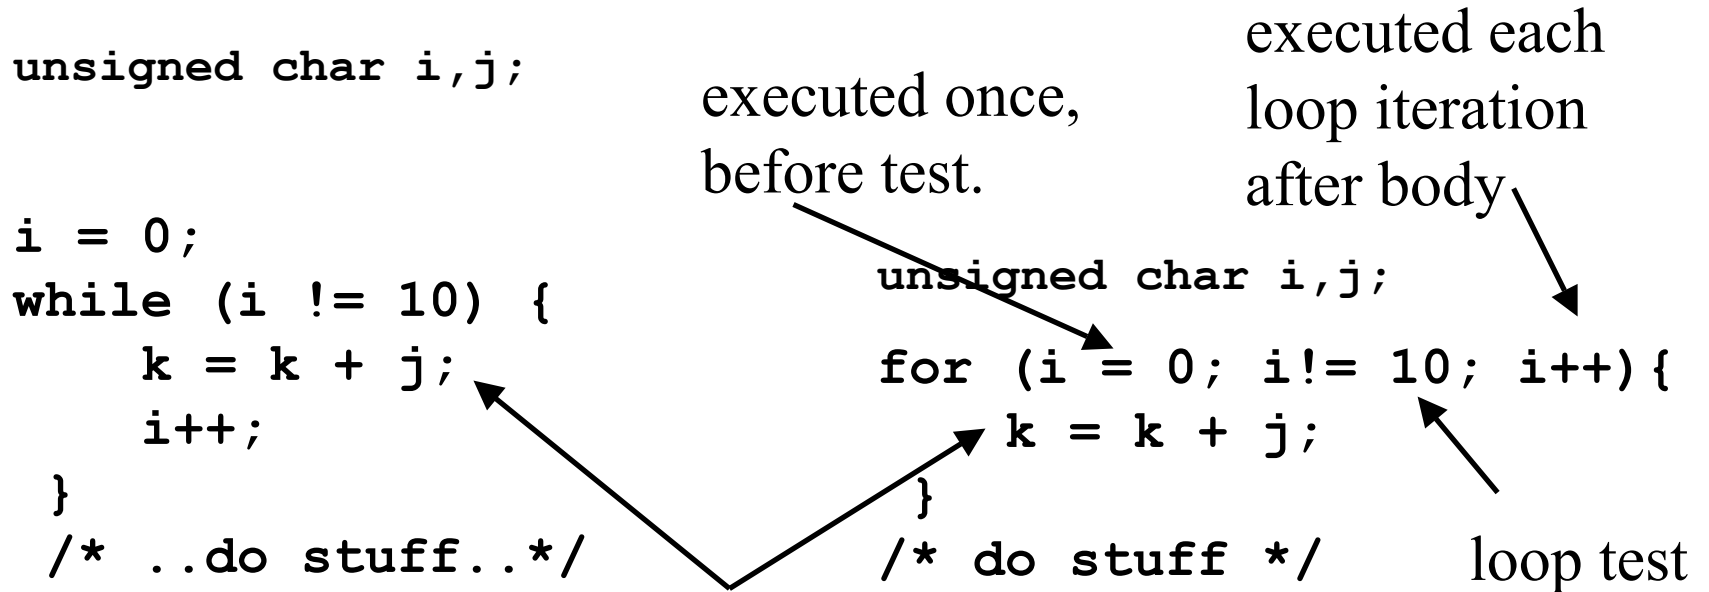 unsigned char i,j;
i = 0;
while (i != 10) {
k = k + j;
i++;
}
/* ..do stuff..*/
executed once,
before test.
executed each
loop iteration
after body
unsigned char i,j;
for (i = 0; i!= 10; i++){
k = k + j;
}
/* do stuff */
loop test